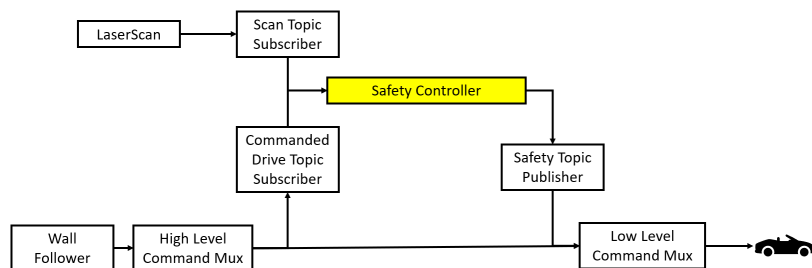 LaserScan
Scan Topic
Subscriber
Safety Controller
Commanded
Drive Topic
Subscriber
Safety Topic
Publisher
Wall
Follower
High Level
Command Mux
Low Level
Command Mux